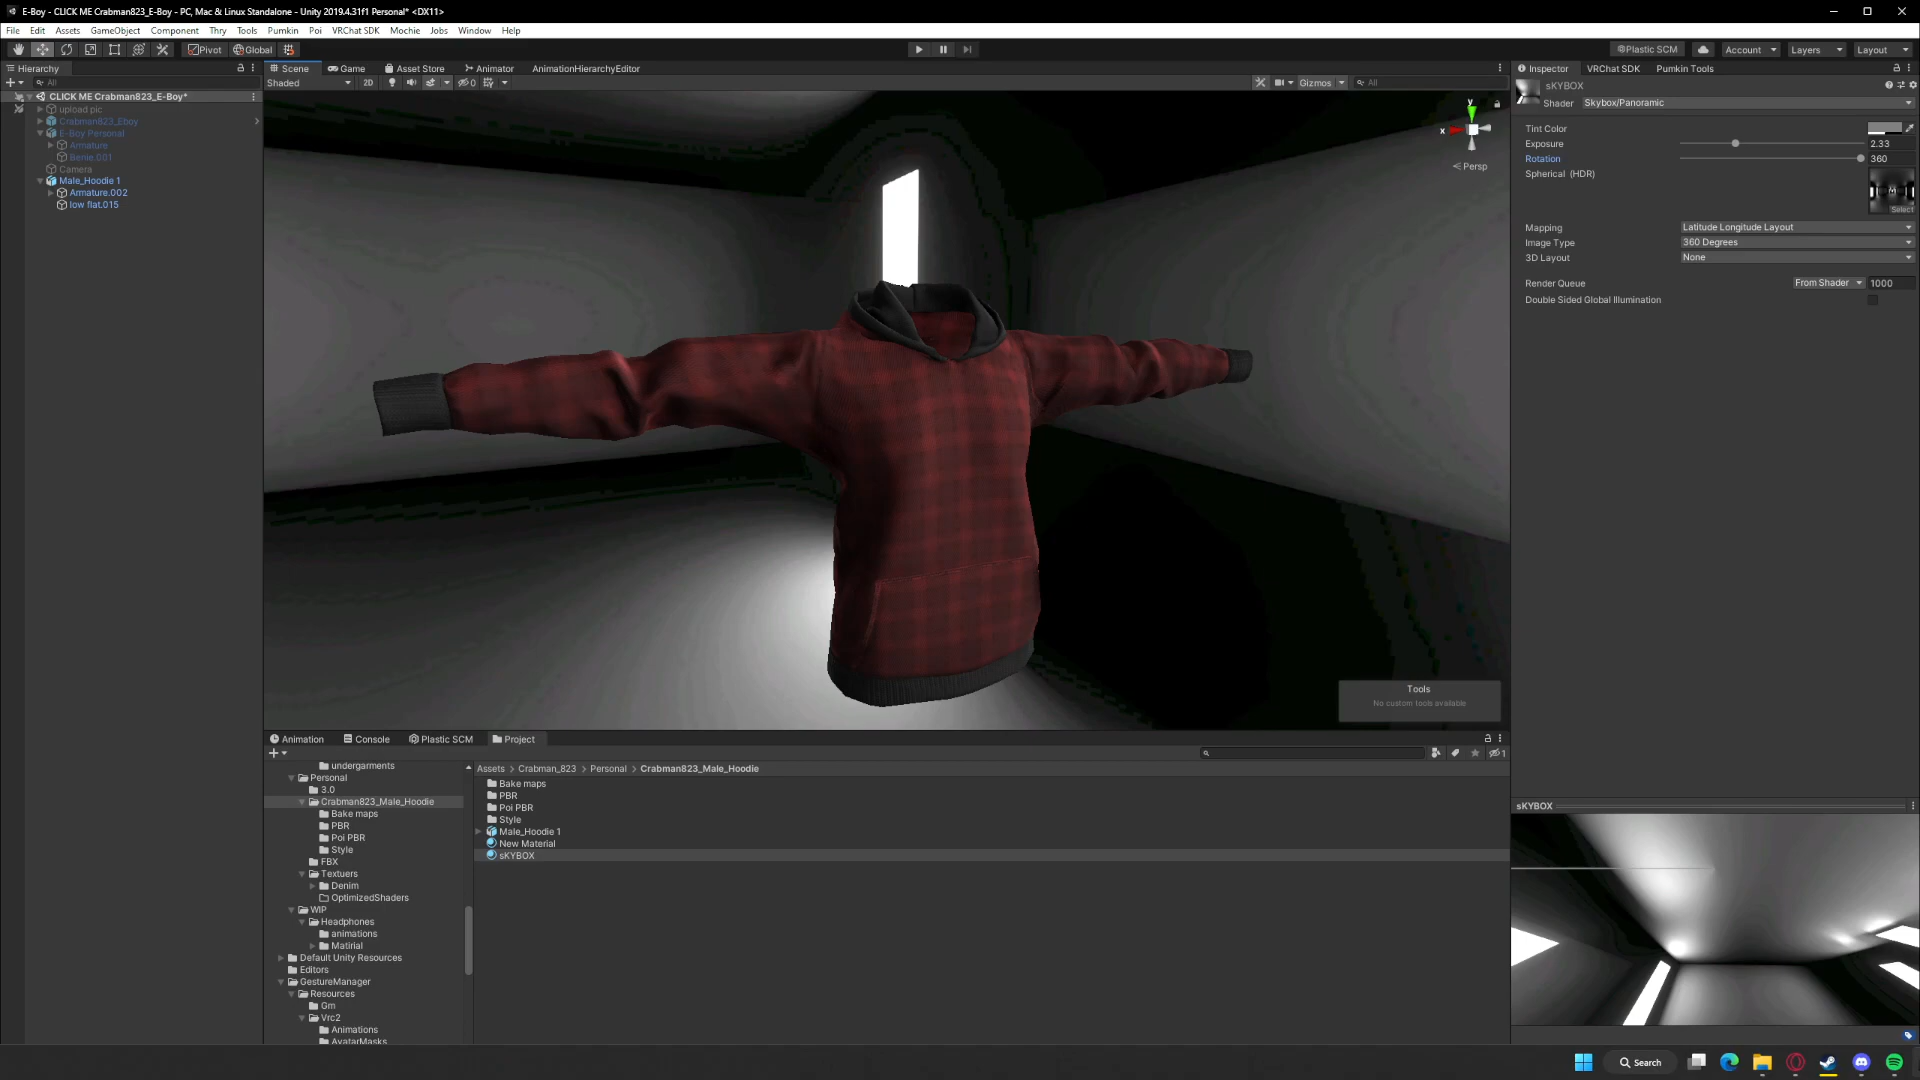 E-Boy - CLICK ME Crabman823_E-Boy - PC, Mac & Linux Standalone - Unity 2019.4.31f1 Personal* <DX11>
File Edit Assets GameObject Component Thry Tools Pumkin Poi VRChat SDK Mochie Jobs Window Help
Pivot Global Plastic SCM Account Layers Layout
Hierarchy
All
CLICK ME Crabman823_E-Boy*
upload pic
Crabman823_Eboy
E-Boy Personal
Armature
Benie.001
Camera
Male_Hoodie 1
Armature.002
low flat.015
Scene Game Asset Store Animator AnimationHierarchyEditor
Shaded 2D 0 Gizmos All
y
x
Persp
Tools
No custom tools available
Inspector VRChat SDK Pumkin Tools
sKYBOX
Shader Skybox/Panoramic
Tint Color
Exposure 2.33
Rotation 360
Spherical (HDR)
Select
Mapping Latitude Longitude Layout
Image Type 360 Degrees
3D Layout None
Render Queue From Shader 1000
Double Sided Global Illumination
sKYBOX
Animation Console Plastic SCM Project
1
undergarments
Personal
3.0
Crabman823_Male_Hoodie
Bake maps
PBR
Poi PBR
Style
FBX
Textuers
Denim
OptimizedShaders
WIP
Headphones
animations
Matirial
Default Unity Resources
Editors
GestureManager
Resources
Gm
Vrc2
Animations
AvatarMasks
Assets > Crabman_823 > Personal > Crabman823_Male_Hoodie
Bake maps
PBR
Poi PBR
Style
Male_Hoodie 1
New Material
sKYBOX
Search